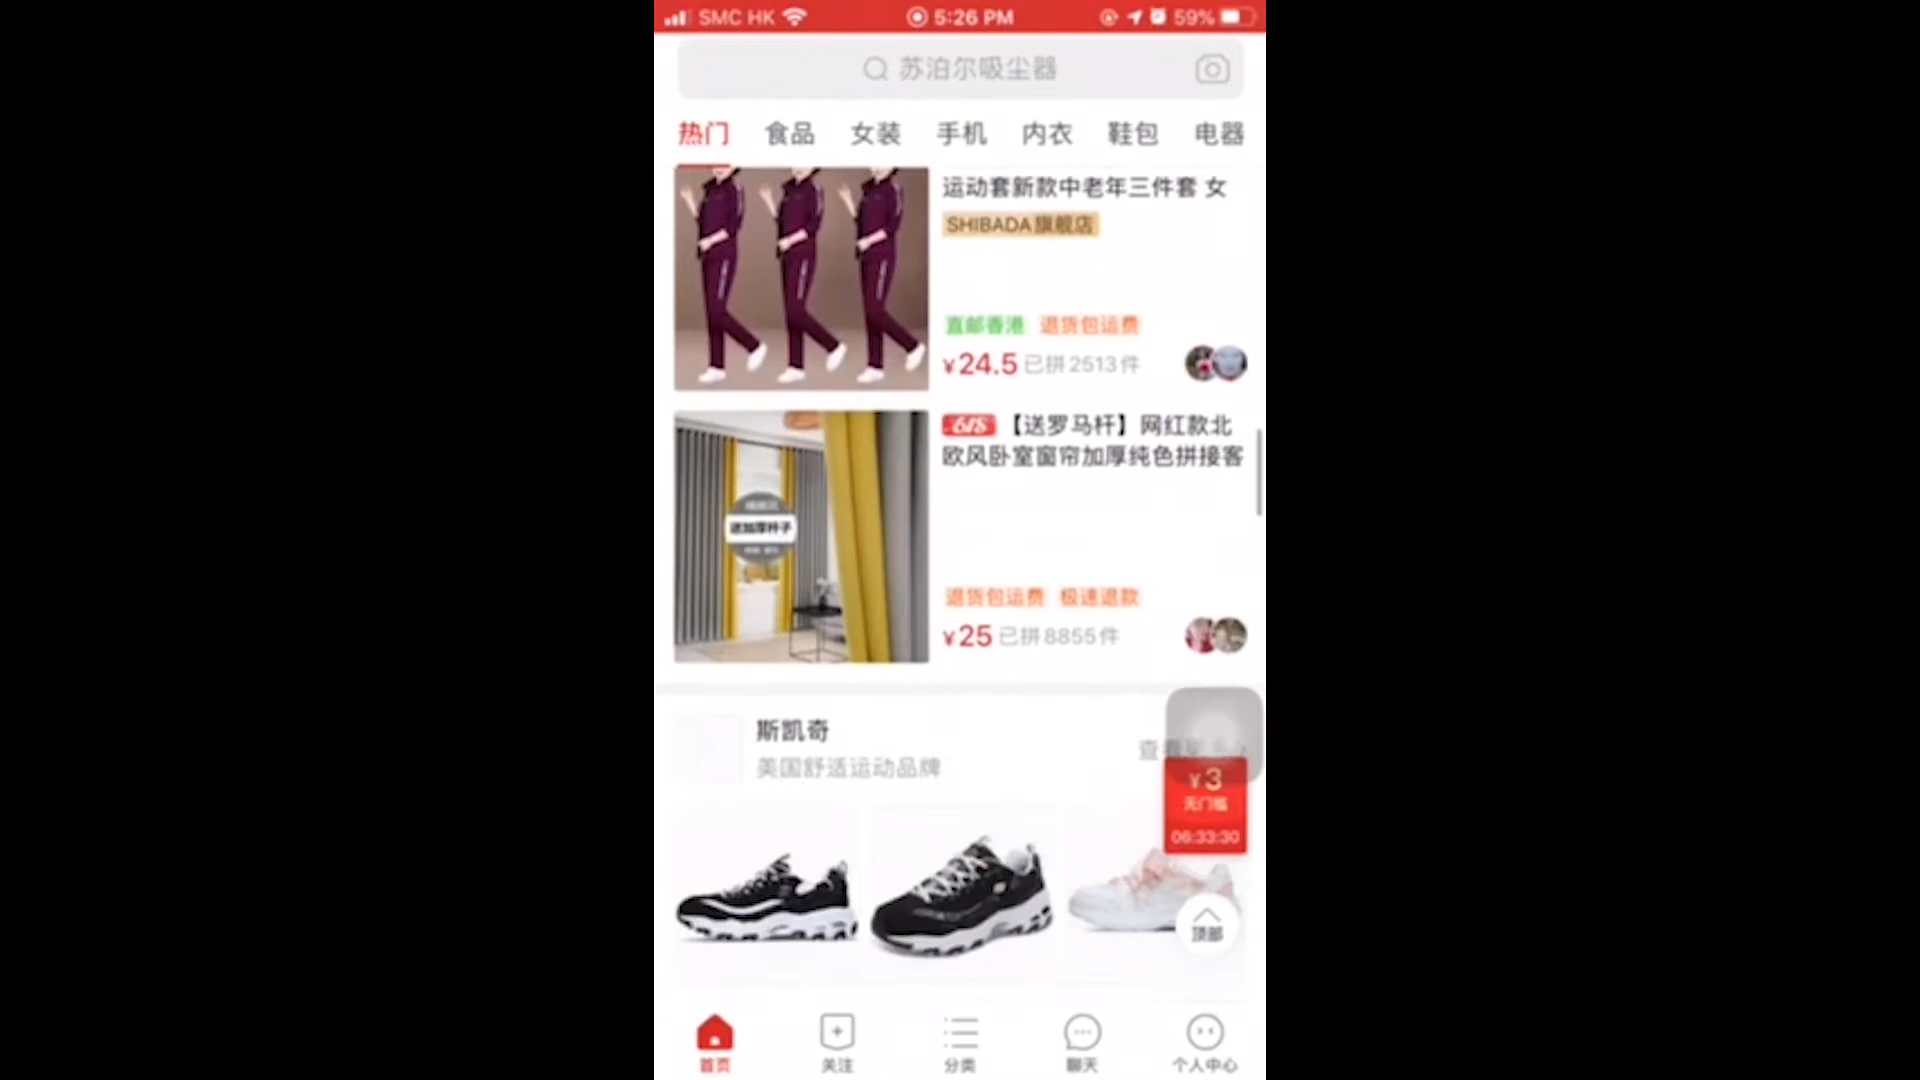 SMC HK 5:26 PM 59%
苏泊尔吸尘器
热门 食品 女装 手机 内衣 鞋包 电器
运动套新款中老年三件套 女
SHIBADA旗舰店
直邮香港 退货包运费
¥24.5 已拼2513件
618 【送罗马杆】网红款北
欧风卧室窗帘加厚纯色拼接客
送加厚杆子
退货包运费 极速退款
¥25 已拼8855件
斯凯奇
美国舒适运动品牌
查
¥3
无门槛
06:33:30
顶部
首页 关注 分类 聊天 个人中心